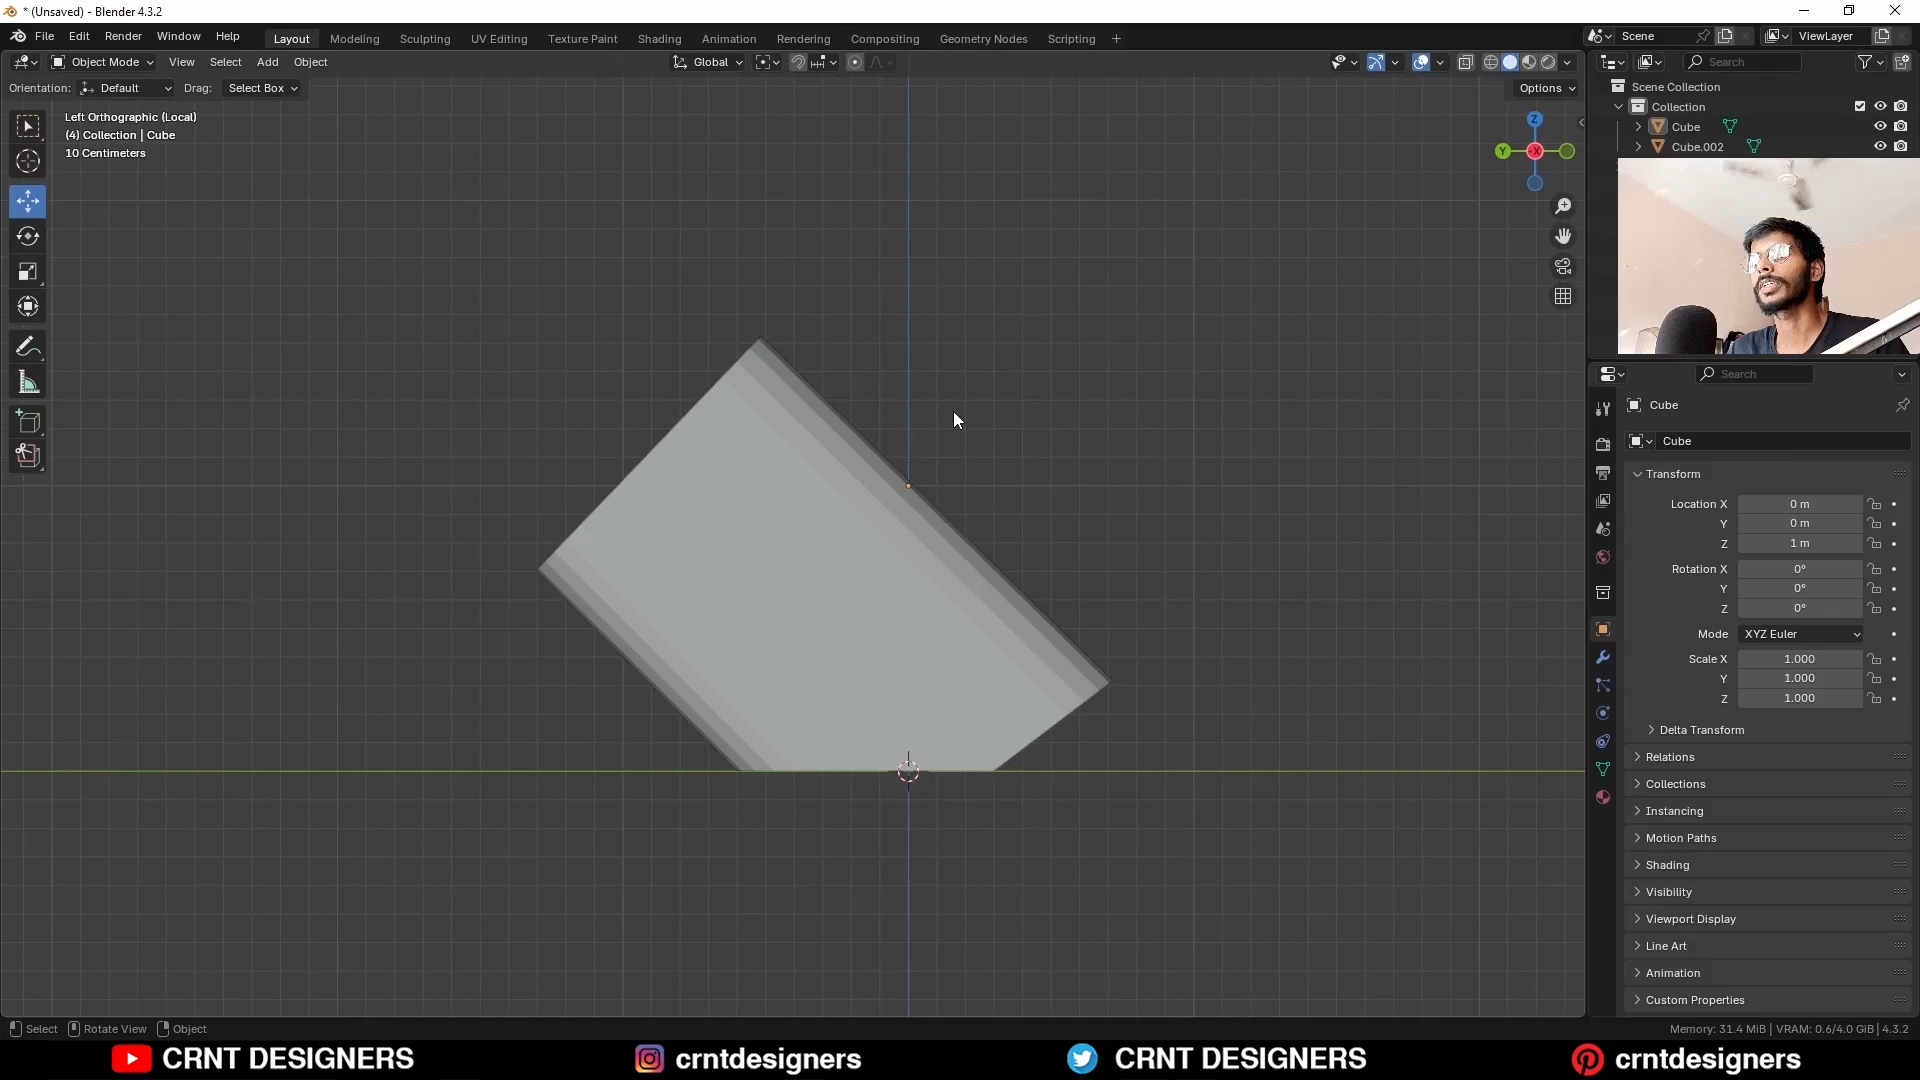 * (Unsaved) - Blender 4.3.2
File Edit Render Window Help
Layout Modeling Sculpting UV Editing Texture Paint Shading Animation Rendering Compositing Geometry Nodes Scripting +
Scene ViewLayer
Object Mode View Select Add Object
Global
Search
Orientation: Default Drag: Select Box
Options
Left Orthographic (Local)
(4) Collection | Cube
10 Centimeters
Z
Y
-X
Scene Collection
Collection
Cube
Cube.002
Search
Cube
Cube
Transform
Location X 0 m
Y 0 m
Z 1 m
Rotation X 0°
Y 0°
Z 0°
Mode XYZ Euler
Scale X 1.000
Y 1.000
Z 1.000
Delta Transform
Relations
Collections
Instancing
Motion Paths
Shading
Visibility
Viewport Display
Line Art
Animation
Custom Properties
Select Rotate View Object
Memory: 31.4 MiB | VRAM: 0.6/4.0 GiB | 4.3.2
CRNT DESIGNERS crntdesigners CRNT DESIGNERS crntdesigners